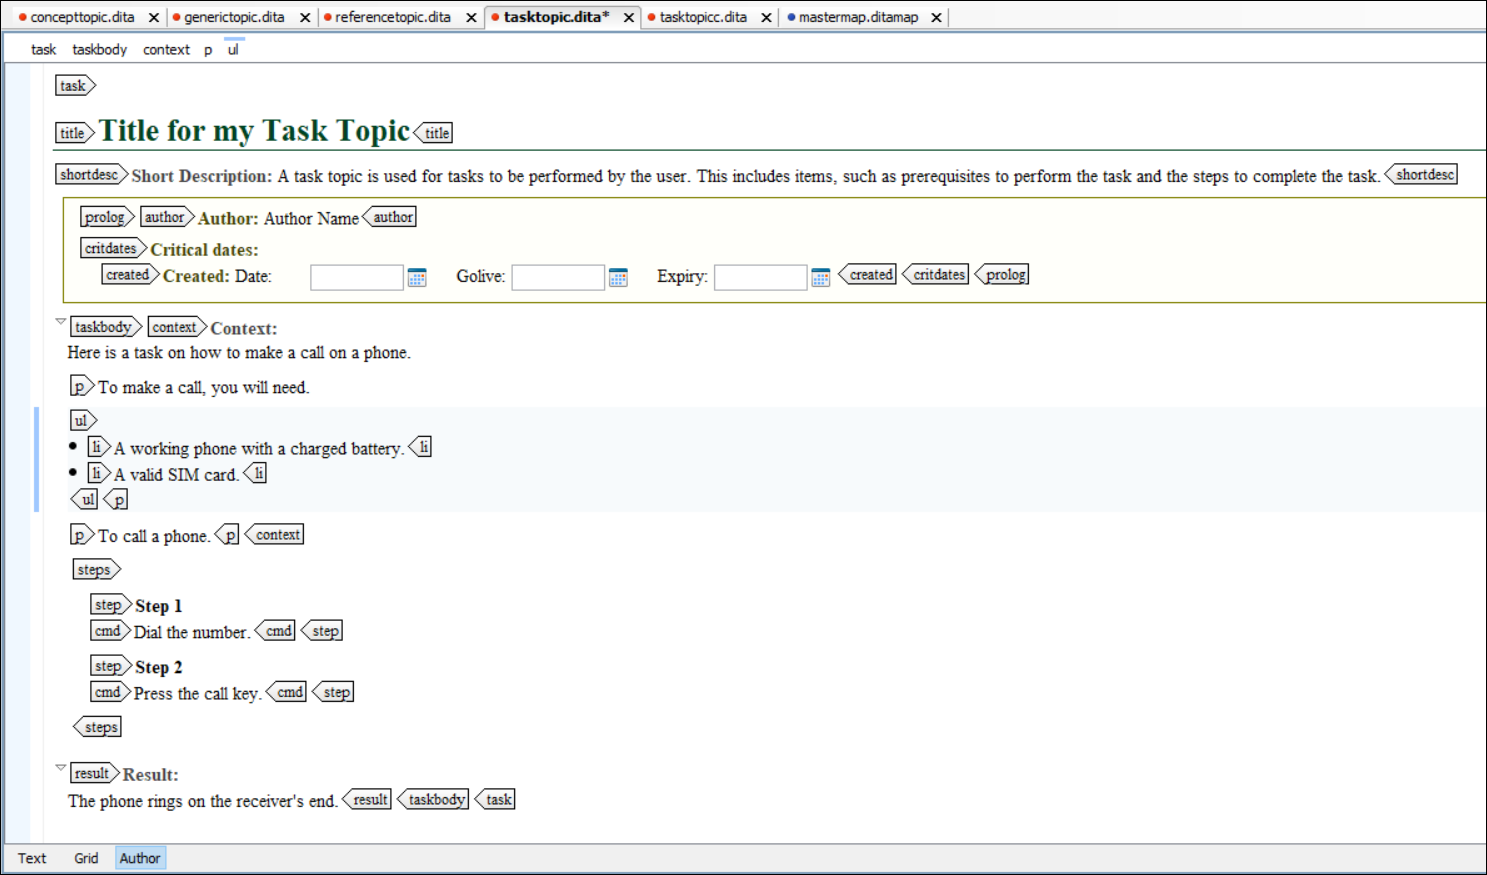 concepttopic.dita generictopic.dita referencetopic.dita tasktopic.dita* tasktopicc.dita mastermap.ditamap
task taskbody context p ul
task
title Title for my Task Topic title
shortdesc Short Description: A task topic is used for tasks to be performed by the user. This includes items, such as prerequisites to perform the task and the steps to complete the task. shortdesc
prolog author Author: Author Name author
critdates Critical dates:
created Created: Date: Golive: Expiry: created critdates prolog
taskbody context Context:
Here is a task on how to make a call on a phone.
p To make a call, you will need.
ul
li A working phone with a charged battery. li
li A valid SIM card. li
ul p
p To call a phone. p context
steps
step Step 1
cmd Dial the number. cmd step
step Step 2
cmd Press the call key. cmd step
steps
result Result:
The phone rings on the receiver's end. result taskbody task
Text Grid Author